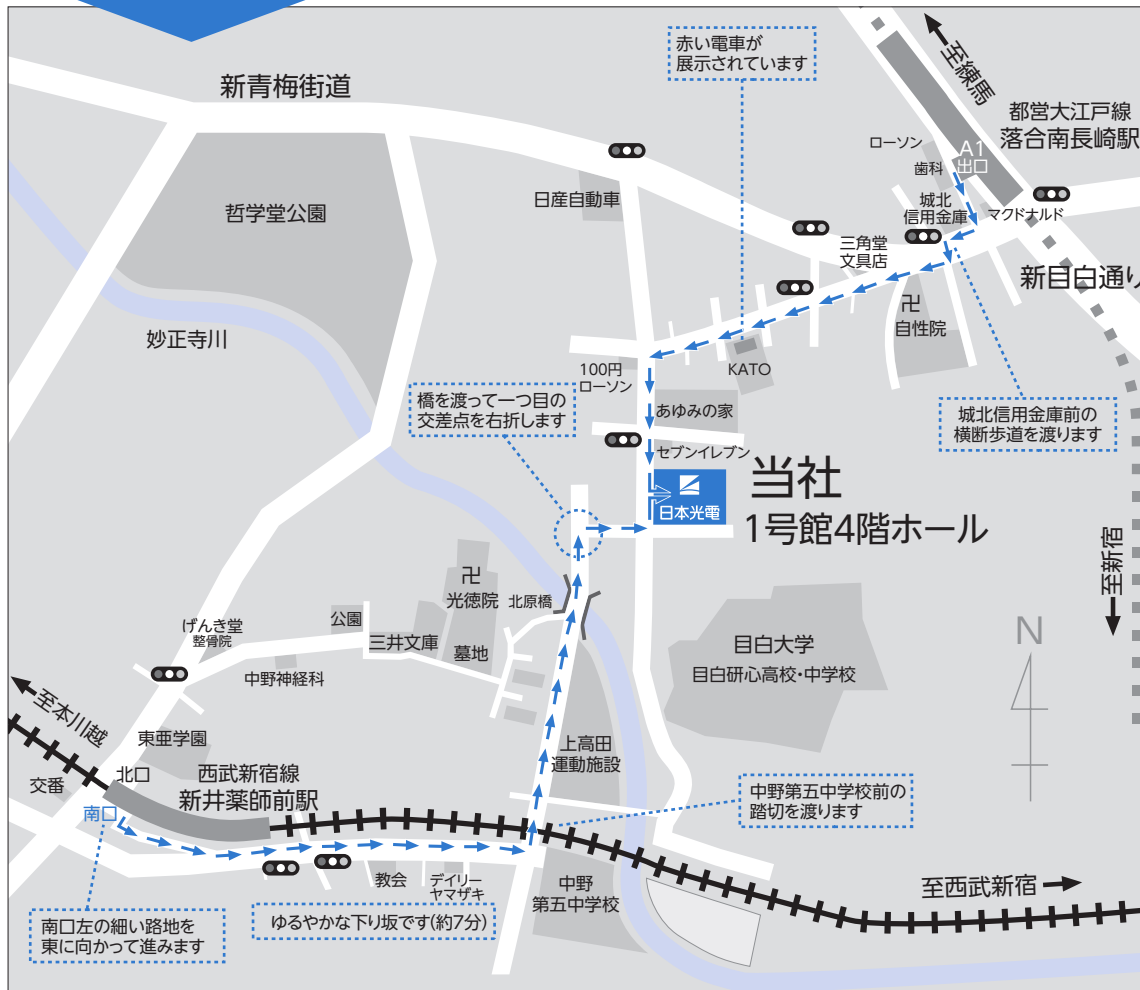 赤い電車が
展示されています
至練馬
新青梅街道
都営大江戸線
落合南長崎駅
ローソン
A1
出口
歯科
日産自動車
城北
信用金庫
マクドナルド
哲学堂公園
三角堂
文具店
新目白通り
卍
自性院
妙正寺川
100円
ローソン
KATO
橋を渡って一つ目の
交差点を右折します
あゆみの家
城北信用金庫前の
横断歩道を渡ります
セブンイレブン
当社
日本光電
1号館4階ホール
至新宿
卍
光徳院
北原橋
公園
げんき堂
整骨院
三井文庫
墓地
目白大学
目白研心高校・中学校
N
中野神経科
至本川越
東亜学園
上高田
運動施設
北口
交番
西武新宿線
新井薬師前駅
南口
中野第五中学校前の
踏切を渡ります
教会
デイリー
ヤマザキ
中野
第五中学校
至西武新宿
南口左の細い路地を
東に向かって進みます
ゆるやかな下り坂です(約7分)